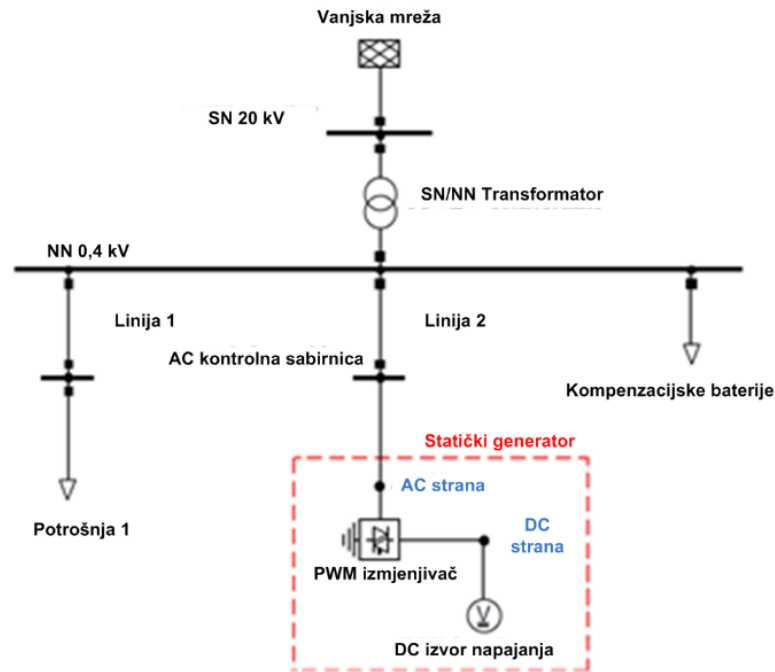 Vanjska mreža
SN 20 kV
SN/NN Transformator
NN 0,4 kV
Linija 1
Linija 2
AC kontrolna sabirnica
Kompenzacijske baterije
Statički generator
AC strana
Potrošnja 1
DC
strana
PWM izmjenjivač
V
DC izvor napajanja